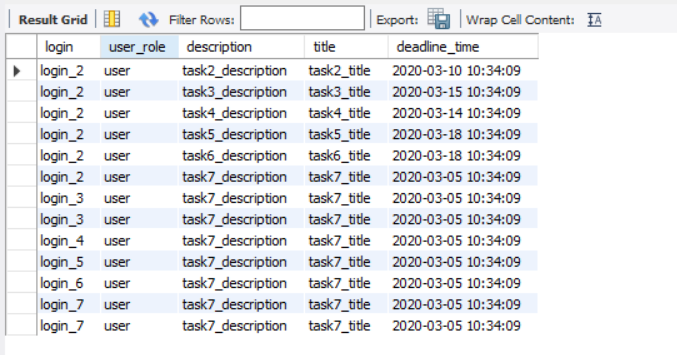 Result Grid Filter Rows: Export: Wrap Cell Content: IA
login user_role description title deadline_time
login_2 user task2_description task2_title 2020-03-10 10:34:09
login_2 user task3_description task3_title 2020-03-15 10:34:09
login_2 user task4_description task4_title 2020-03-14 10:34:09
login_2 user task5_description task5_title 2020-03-18 10:34:09
login_2 user task6_description task6_title 2020-03-18 10:34:09
login_2 user task7_description task7_title 2020-03-05 10:34:09
login_3 user task7_description task7_title 2020-03-05 10:34:09
login_3 user task7_description task7_title 2020-03-05 10:34:09
login_4 user task7_description task7_title 2020-03-05 10:34:09
login_5 user task7_description task7_title 2020-03-05 10:34:09
login_6 user task7_description task7_title 2020-03-05 10:34:09
login_7 user task7_description task7_title 2020-03-05 10:34:09
login_7 user task7_description task7_title 2020-03-05 10:34:09